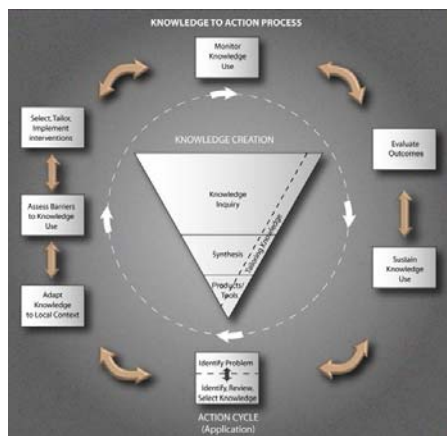 KNOWLEDGE TO ACTION PROCESS
Monitor
Knowledge
Use
Select, Tailor,
Implement
interventions
KNOWLEDGE CREATION
Evaluate
Outcomes
Knowledge
Inquiry
Tailoring Knowledge
Assess Barriers
to Knowledge
Use
Synthesis
Sustain
Knowledge
Use
Products/
Tools
Adapt
Knowledge
to Local Context
Identify Problem
Identify, Review,
Select Knowledge
ACTION CYCLE
(Application)